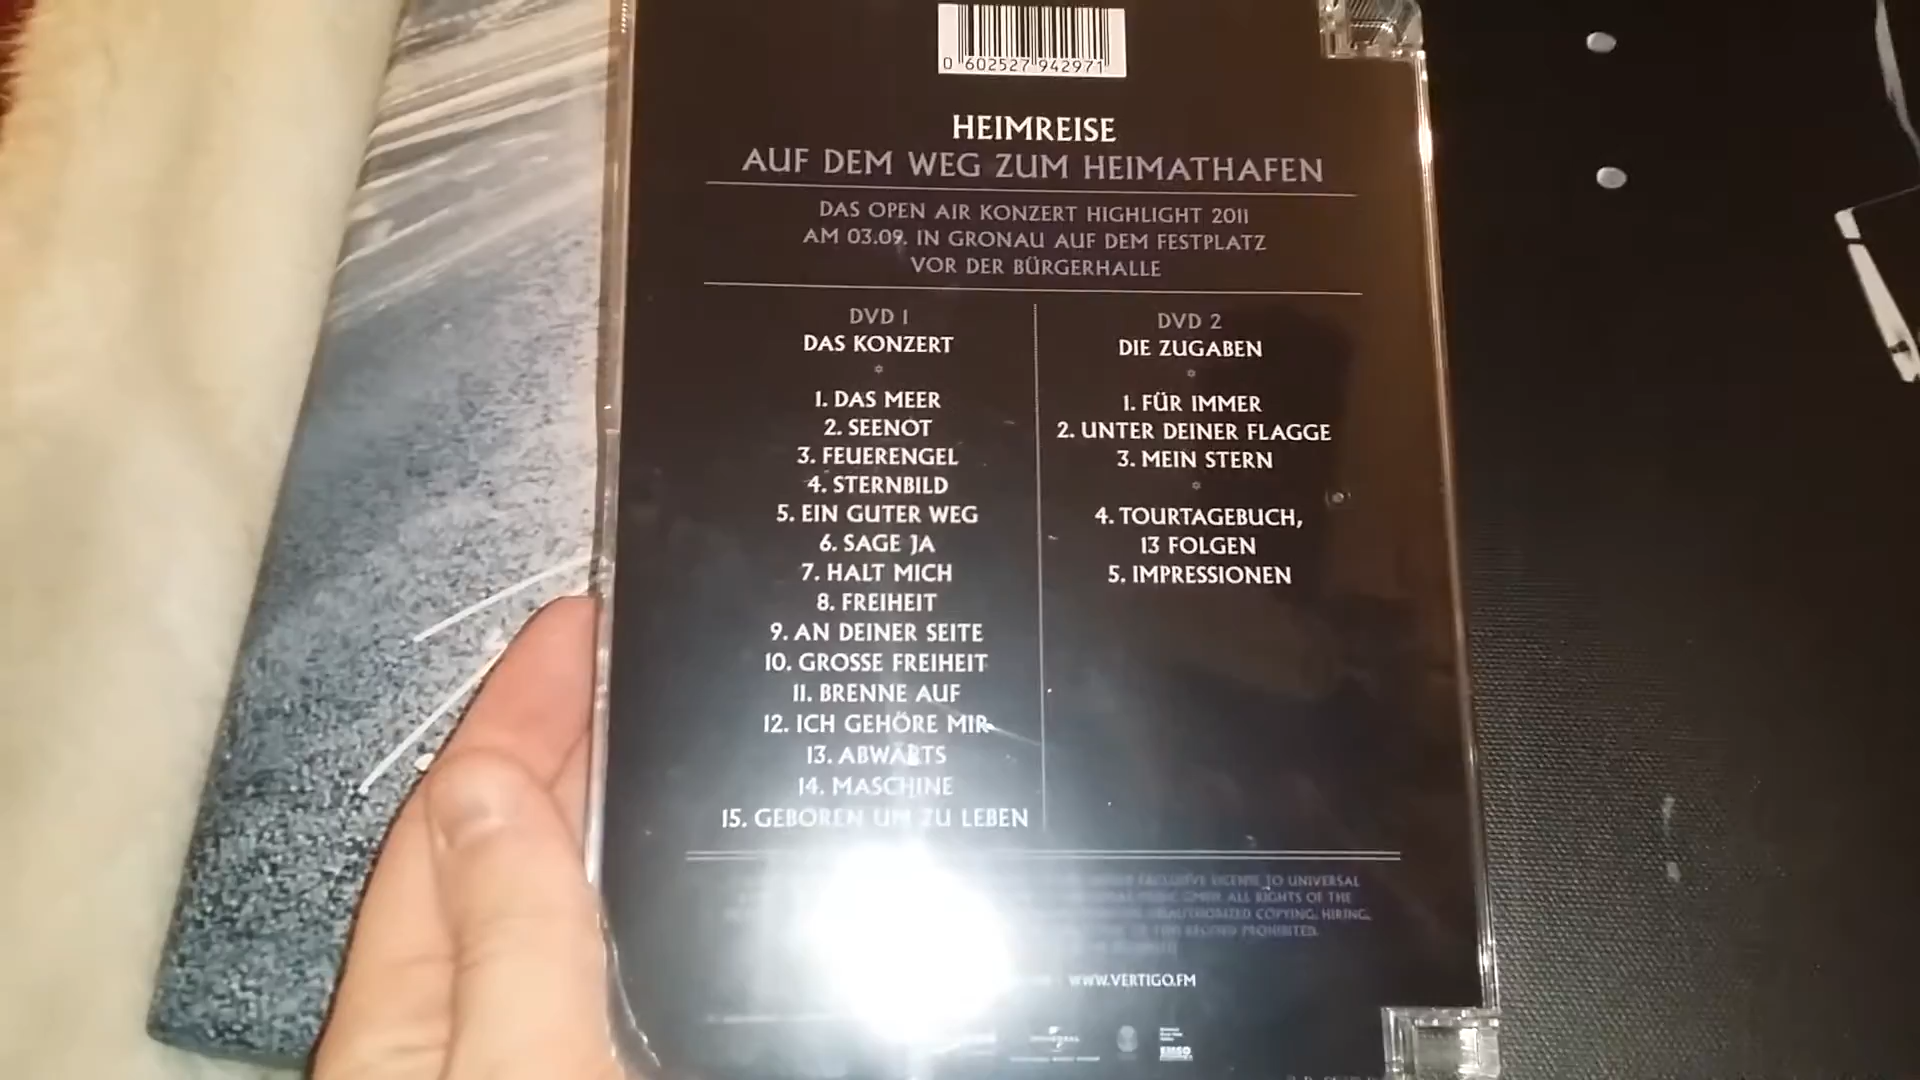 0 602527 942971
HEIMREISE
AUF DEM WEG ZUM HEIMATHAFEN
DAS OPEN AIR KONZERT HIGHLIGHT 2011
AM 03.09. IN GRONAU AUF DEM FESTPLATZ
VOR DER BÜRGERHALLE
DVD 1
DAS KONZERT
1. DAS MEER
2. SEENOT
3. FEUERENGEL
4. STERNBILD
5. EIN GUTER WEG
6. SAGE JA
7. HALT MICH
8. FREIHEIT
9. AN DEINER SEITE
10. GROSSE FREIHEIT
11. BRENNE AUF
12. ICH GEHÖRE MIR
13. ABWÄRTS
14. MASCHINE
15. GEBOREN UM ZU LEBEN
DVD 2
DIE ZUGABEN
1. FÜR IMMER
2. UNTER DEINER FLAGGE
3. MEIN STERN
4. TOURTAGEBUCH,
13 FOLGEN
5. IMPRESSIONEN
EXCLUSIVE LICENSE TO UNIVERSAL
GMBH. ALL RIGHTS OF THE
UNAUTHORIZED COPYING, HIRING,
RECORD PROHIBITED.
WWW.VERTIGO.FM